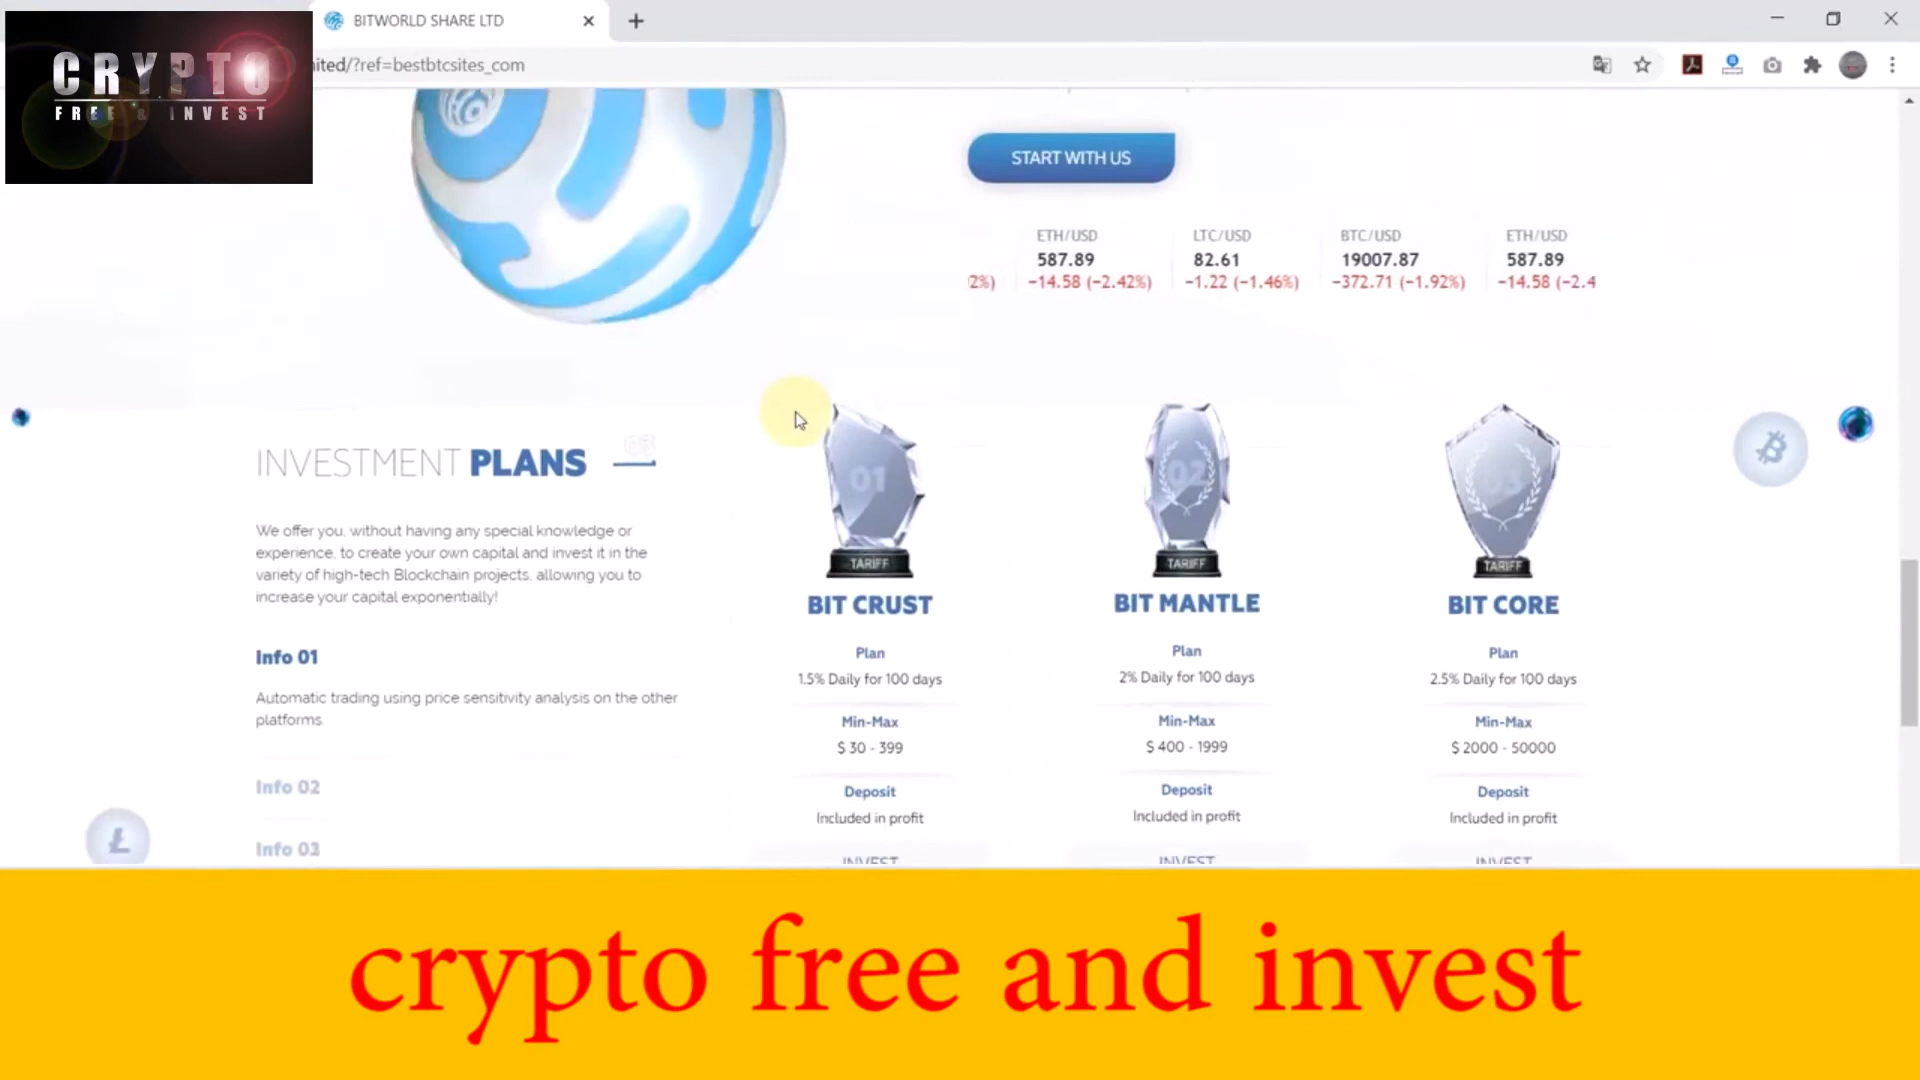 BITWORLD SHARE LTD
CRYPTO
FREE & INVEST
ited/?ref=bestbtcsites_com
START WITH US
ETH/USD
587.89
−14.58 (−2.42%)
LTC/USD
82.61
−1.22 (−1.46%)
BTC/USD
19007.87
−372.71 (−1.92%)
ETH/USD
587.89
−14.58 (−2.4
2%)
INVESTMENT PLANS
03
We offer you, without having any special knowledge or
experience, to create your own capital and invest it in the
variety of high-tech Blockchain projects, allowing you to
increase your capital exponentially!
Info 01
Automatic trading using price sensitivity analysis on the other
platforms
Info 02
Info 03
01
TARIFF
BIT CRUST
Plan
1.5% Daily for 100 days
Min-Max
$ 30 - 399
Deposit
Included in profit
INVEST
02
TARIFF
BIT MANTLE
Plan
2% Daily for 100 days
Min-Max
$ 400 - 1999
Deposit
Included in profit
INVEST
03
TARIFF
BIT CORE
Plan
2.5% Daily for 100 days
Min-Max
$ 2000 - 50000
Deposit
Included in profit
INVEST
crypto free and invest